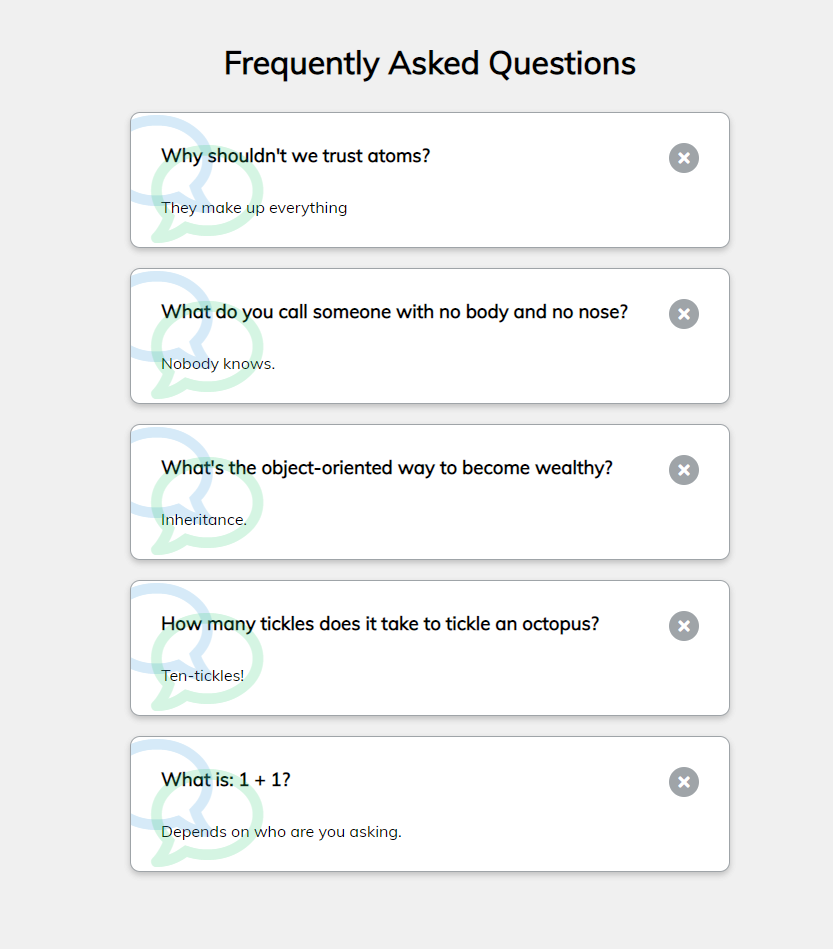 Frequently Asked Questions
Why shouldn't we trust atoms?
They make up everything
What do you call someone with no body and no nose?
Nobody knows.
What's the object-oriented way to become wealthy?
Inheritance.
How many tickles does it take to tickle an octopus?
Ten-tickles!
What is: 1 + 1?
Depends on who are you asking.